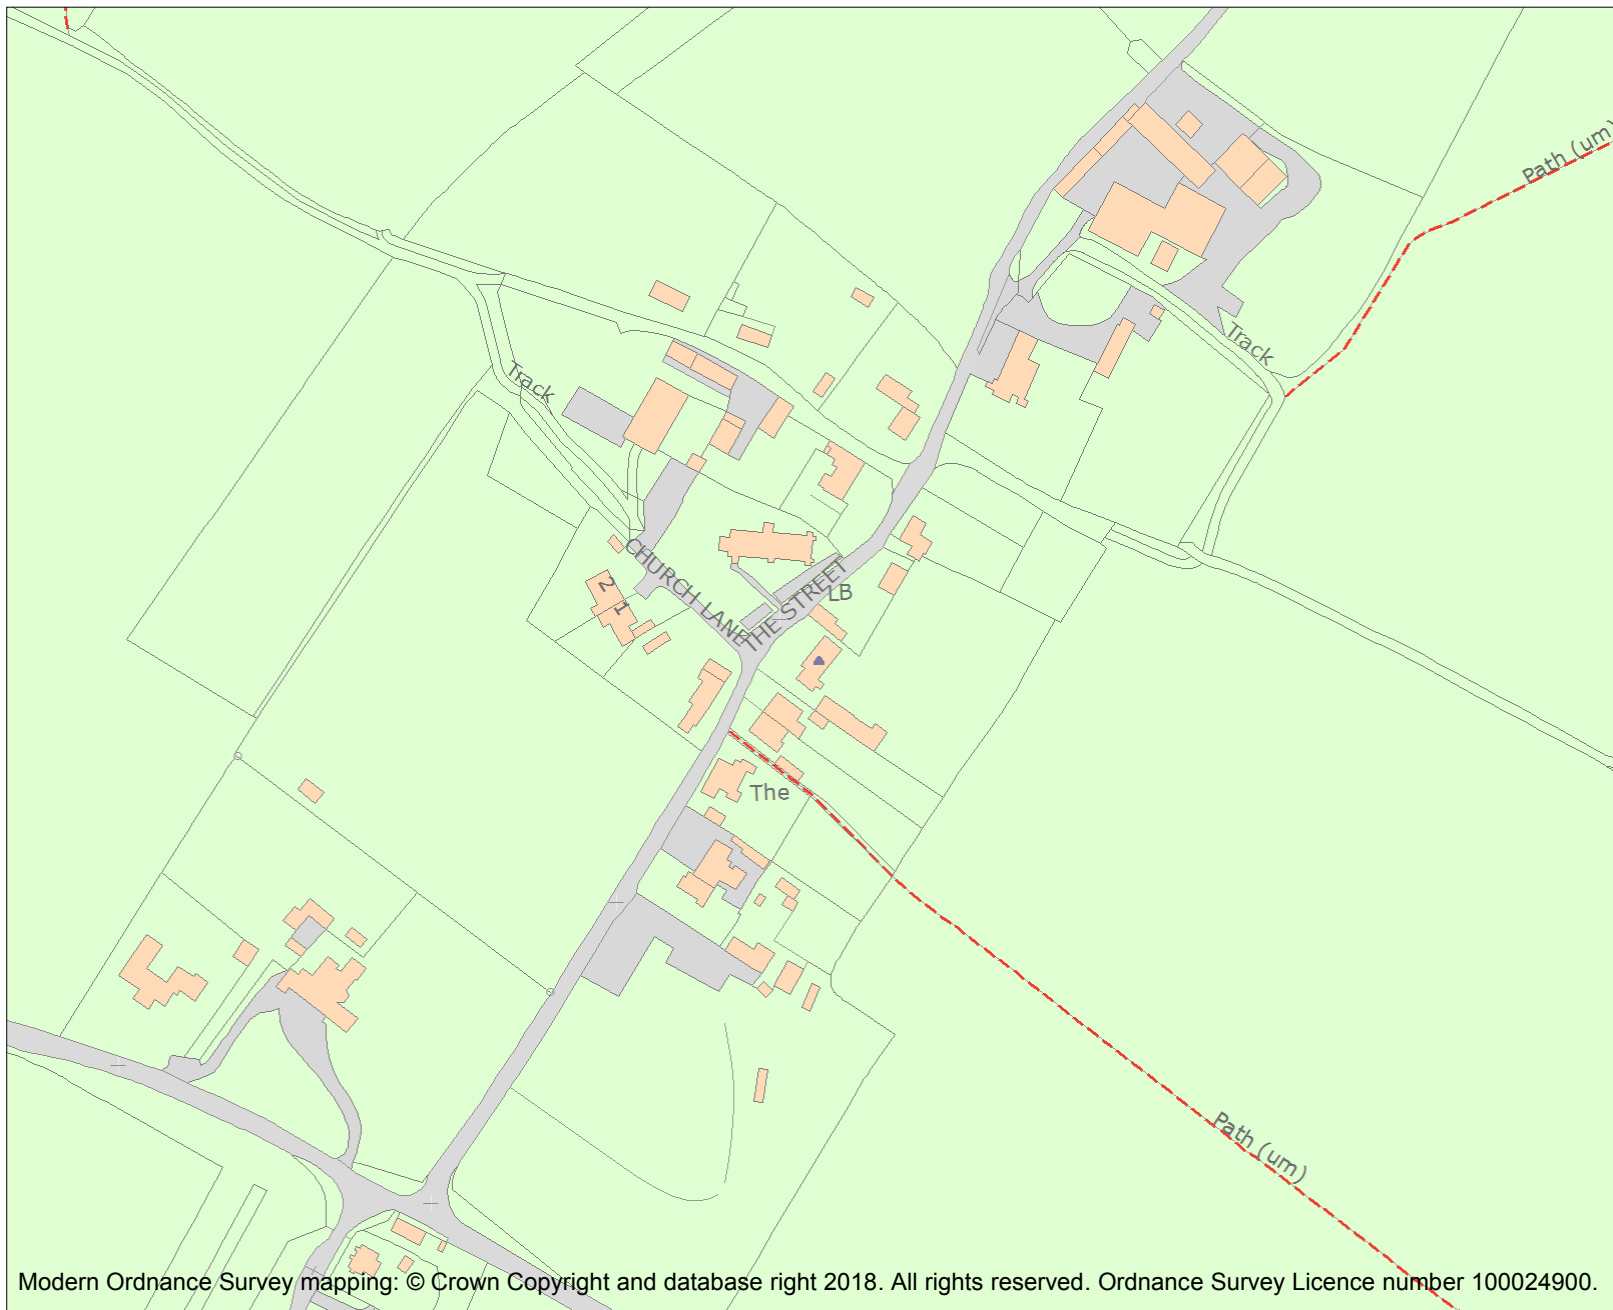 Path (um)
Track
Track
CHURCH LANE
THE STREET
LB
2
1
The
Path (um)
Modern Ordnance Survey mapping: © Crown Copyright and database right 2018. All rights reserved. Ordnance Survey Licence number 100024900.